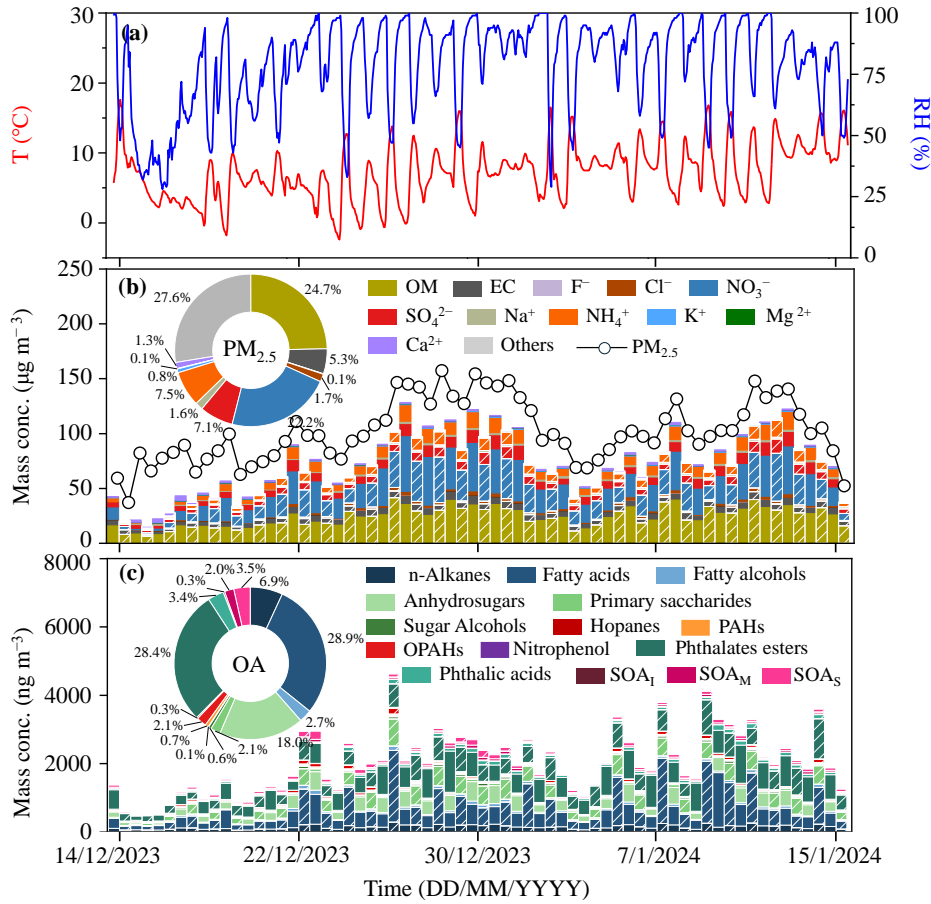 (a)
30
20
10
0
T (℃)
100
75
50
25
0
RH (%)
(b)
250
200
150
100
50
0
Mass conc. (μg m⁻³)
PM₂.₅
24.7%
5.3%
0.1%
1.7%
22.2%
7.1%
1.6%
7.5%
0.8%
0.1%
1.3%
27.6%
OM EC F⁻ Cl⁻ NO₃⁻
SO₄²⁻ Na⁺ NH₄⁺ K⁺ Mg²⁺
Ca²⁺ Others PM₂.₅
(c)
8000
6000
4000
2000
0
Mass conc. (ng m⁻³)
OA
6.9%
28.9%
2.7%
18.0%
2.1%
0.6%
0.1%
0.7%
2.1%
0.3%
28.4%
3.4%
0.3%
2.0%
3.5%
n-Alkanes Fatty acids Fatty alcohols
Anhydrosugars Primary saccharides
Sugar Alcohols Hopanes PAHs
OPAHs Nitrophenol Phthalates esters
Phthalic acids SOA_I SOA_M SOA_S
14/12/2023 22/12/2023 30/12/2023 7/1/2024 15/1/2024
Time (DD/MM/YYYY)